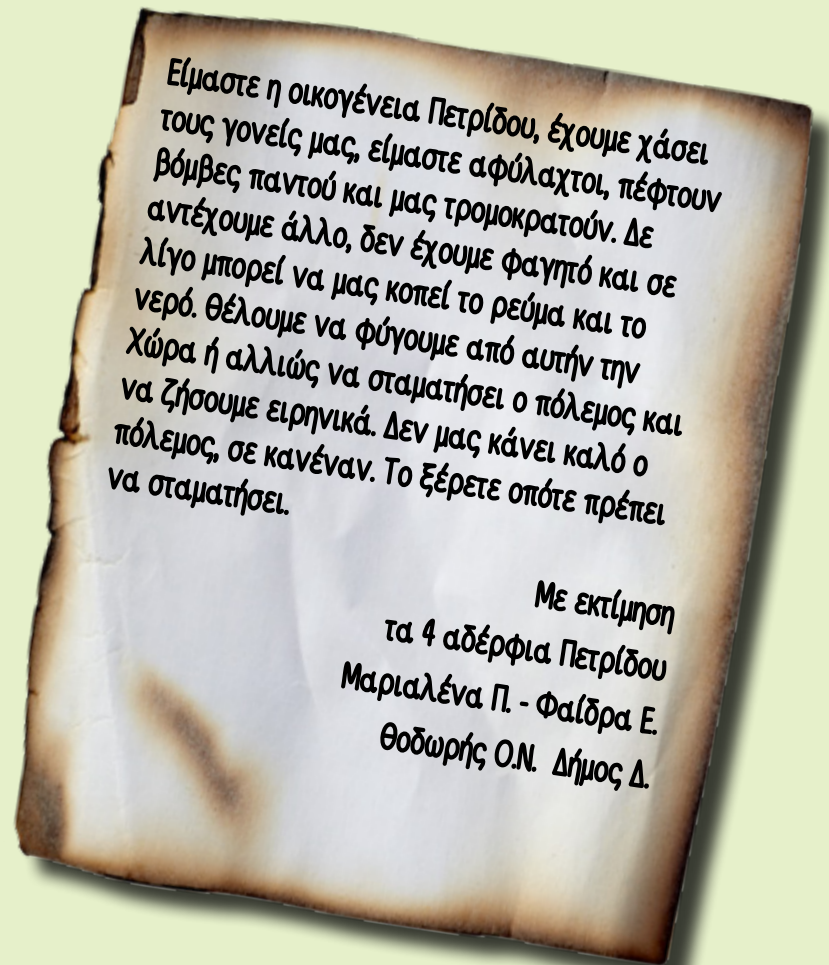 Είμαστε η οικογένεια Πετρίδου, έχουμε χάσει
τους γονείς μας, είμαστε αφύλαχτοι, πέφτουν
βόμβες παντού και μας τρομοκρατούν. Δε
αντέχουμε άλλο, δεν έχουμε φαγητό και σε
λίγο μπορεί να μας κοπεί το ρεύμα και το
νερό. Θέλουμε να φύγουμε από αυτήν την
Χώρα ή αλλιώς να σταματήσει ο πόλεμος και
να ζήσουμε ειρηνικά. Δεν μας κάνει καλό ο
πόλεμος, σε κανέναν. Το ξέρετε οπότε πρέπει
να σταματήσει.
Με εκτίμηση
τα 4 αδέρφια Πετρίδου
Μαριαλένα Π. - Φαίδρα Ε.
Θοδωρής Ο.Ν. Δήμος Δ.